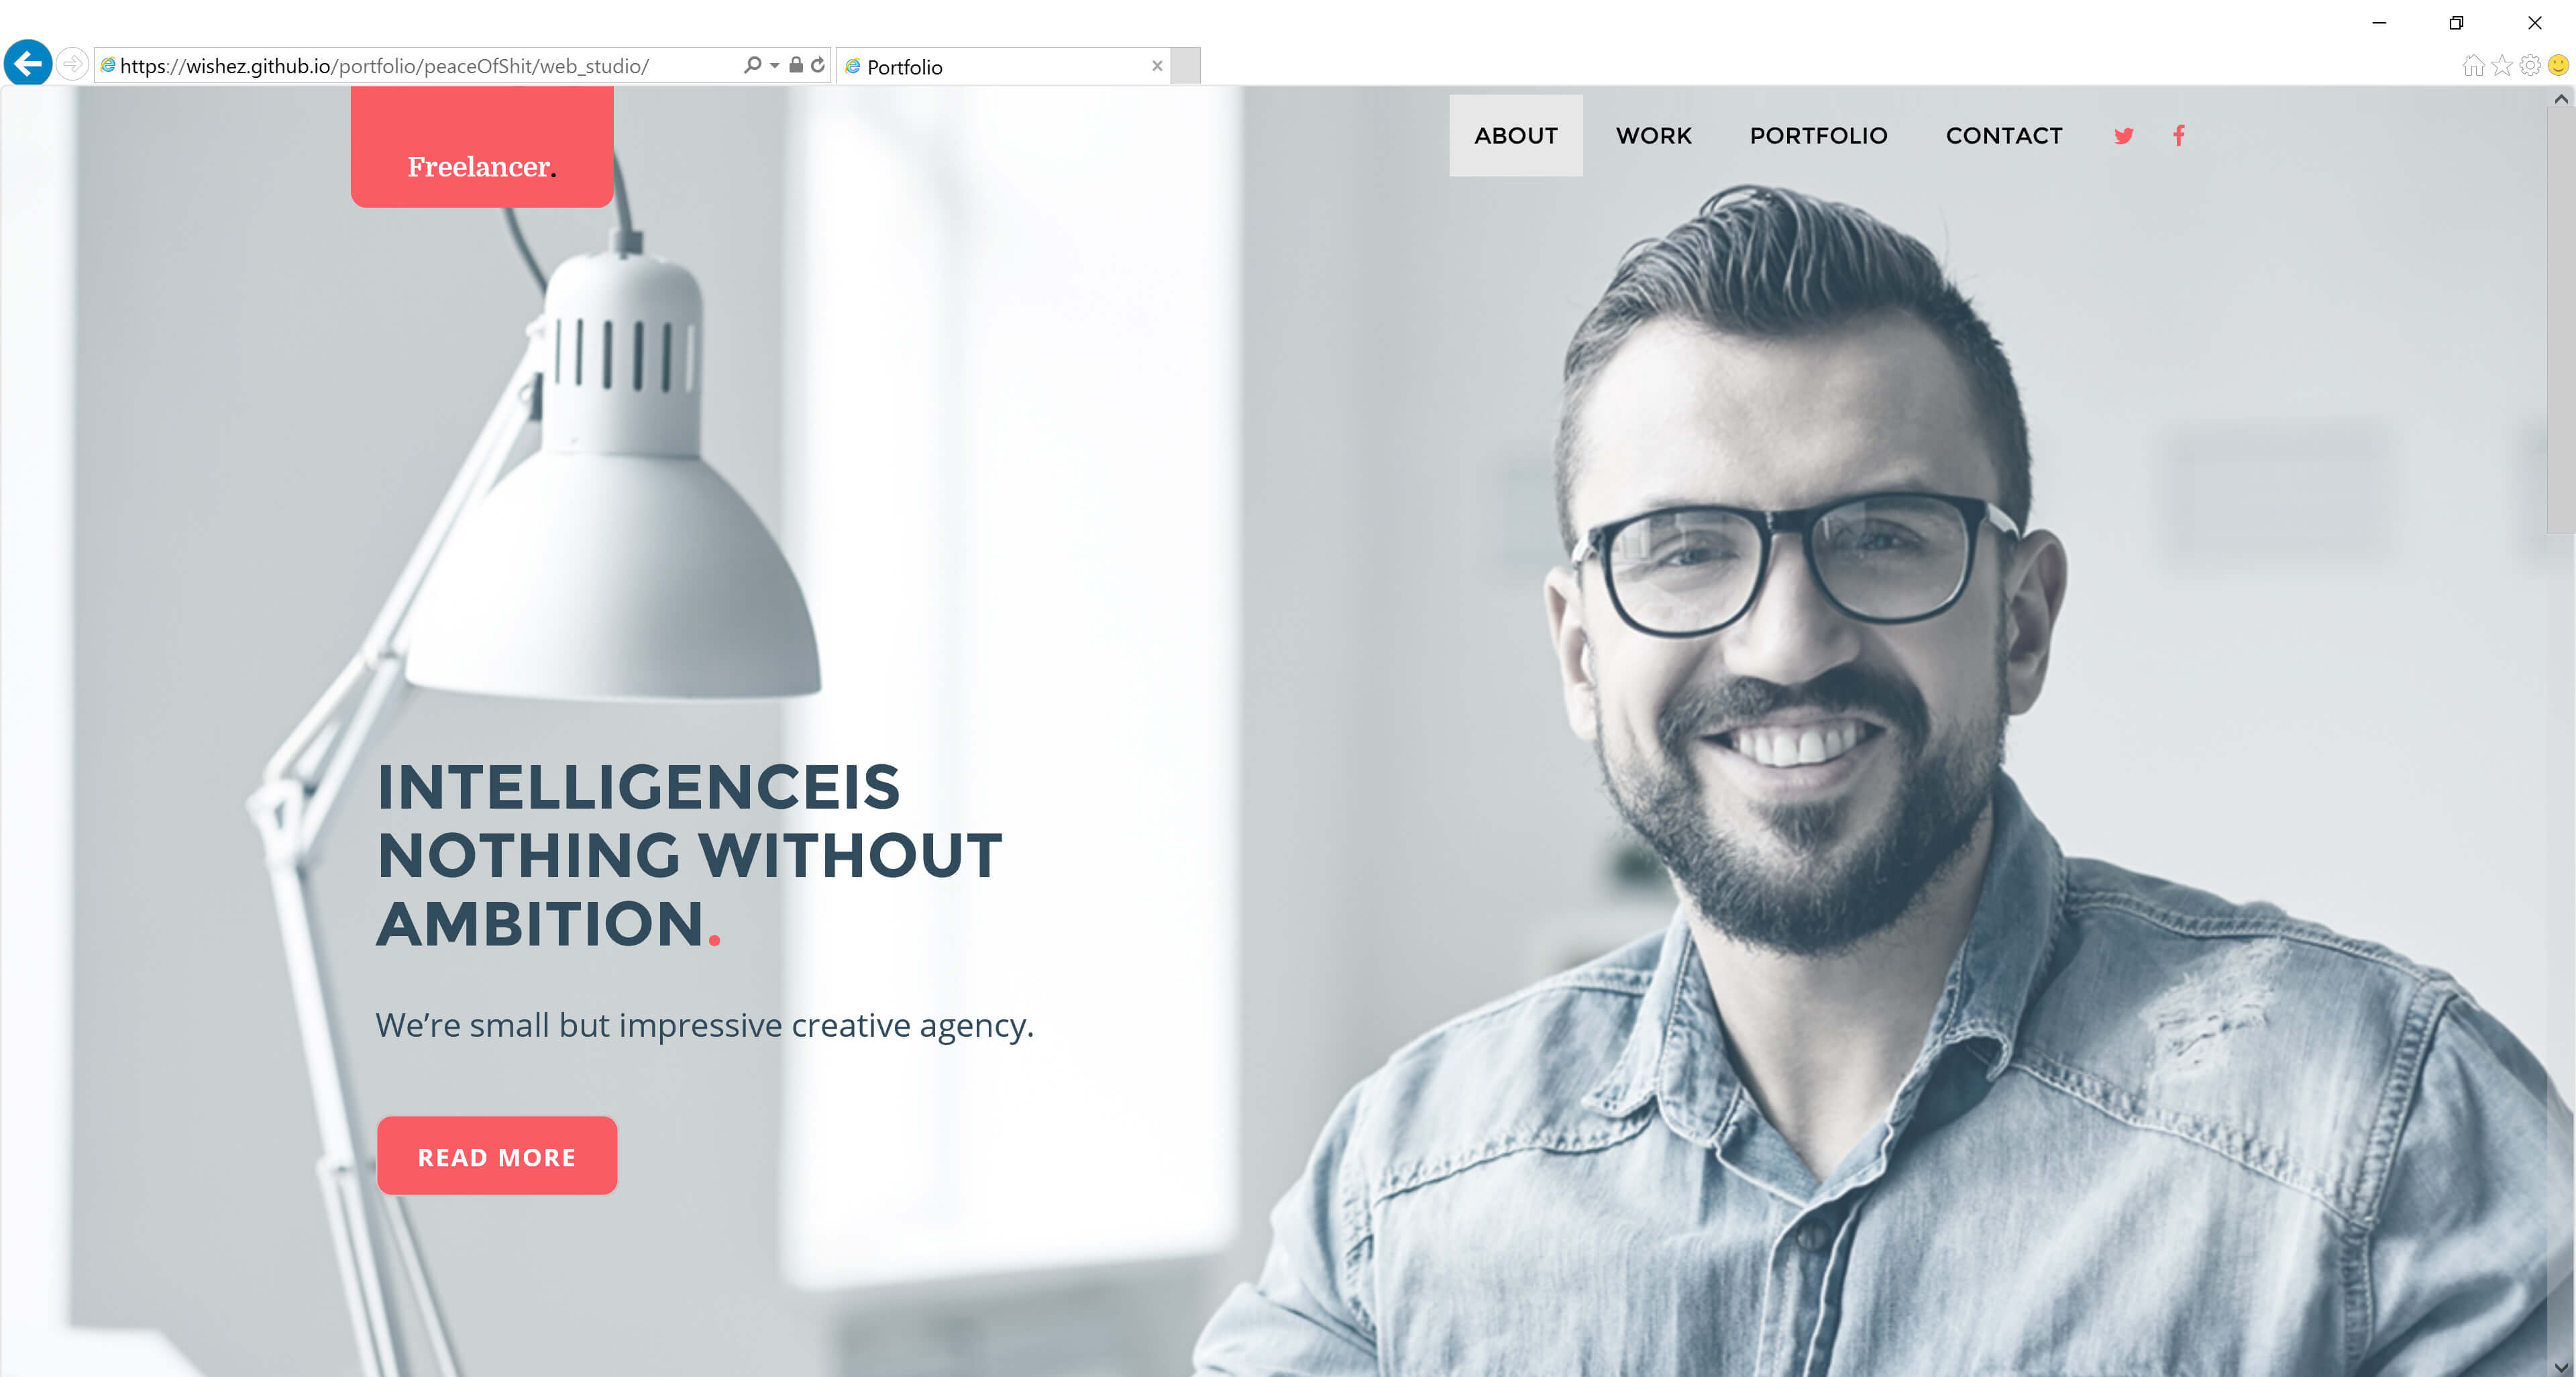 https://wishez.github.io/portfolio/peaceOfShit/web_studio/
Portfolio
Freelancer.
ABOUT WORK PORTFOLIO CONTACT
INTELLIGENCEIS
NOTHING WITHOUT
AMBITION.
We’re small but impressive creative agency.
READ MORE